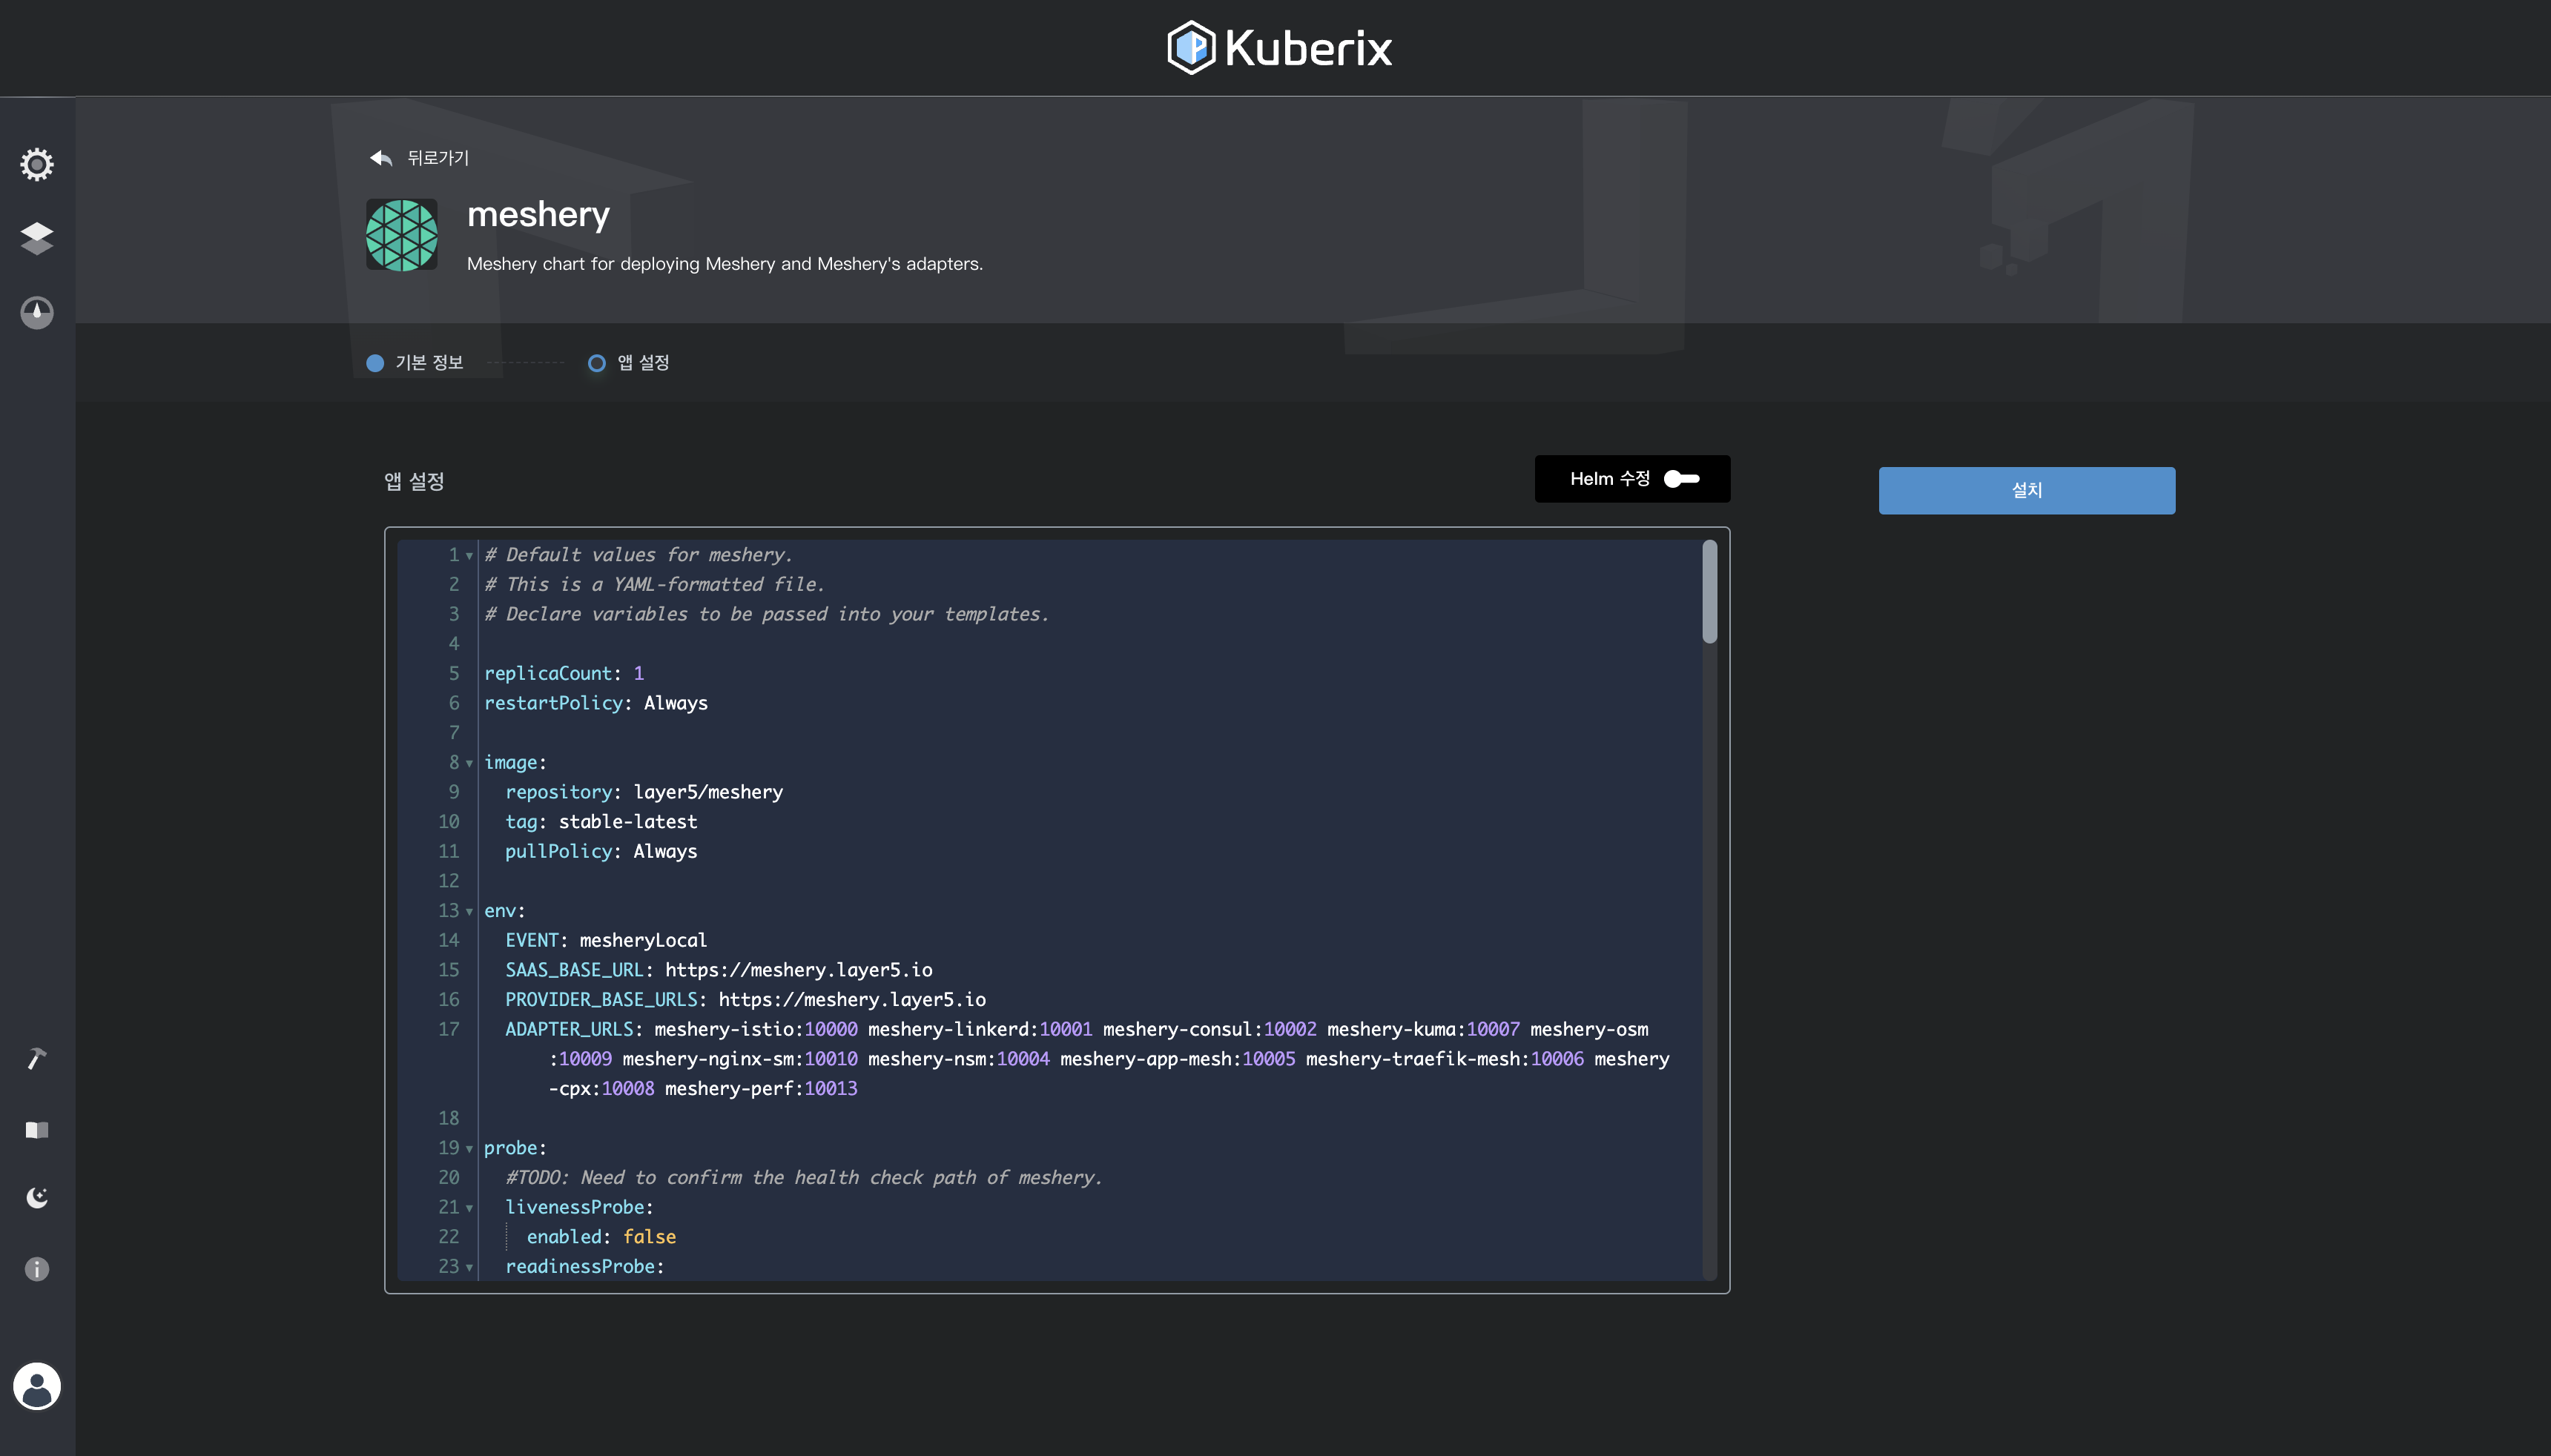 Kuberix
뒤로가기
meshery
Meshery chart for deploying Meshery and Meshery's adapters.
기본 정보
앱 설정
앱 설정
Helm 수정
설치
1 # Default values for meshery.
2 # This is a YAML-formatted file.
3 # Declare variables to be passed into your templates.
4
5 replicaCount: 1
6 restartPolicy: Always
7
8 image:
9 repository: layer5/meshery
10 tag: stable-latest
11 pullPolicy: Always
12
13 env:
14 EVENT: mesheryLocal
15 SAAS_BASE_URL: https://meshery.layer5.io
16 PROVIDER_BASE_URLS: https://meshery.layer5.io
17 ADAPTER_URLS: meshery-istio:10000 meshery-linkerd:10001 meshery-consul:10002 meshery-kuma:10007 meshery-osm
:10009 meshery-nginx-sm:10010 meshery-nsm:10004 meshery-app-mesh:10005 meshery-traefik-mesh:10006 meshery
-cpx:10008 meshery-perf:10013
18
19 probe:
20 #TODO: Need to confirm the health check path of meshery.
21 livenessProbe:
22 enabled: false
23 readinessProbe: